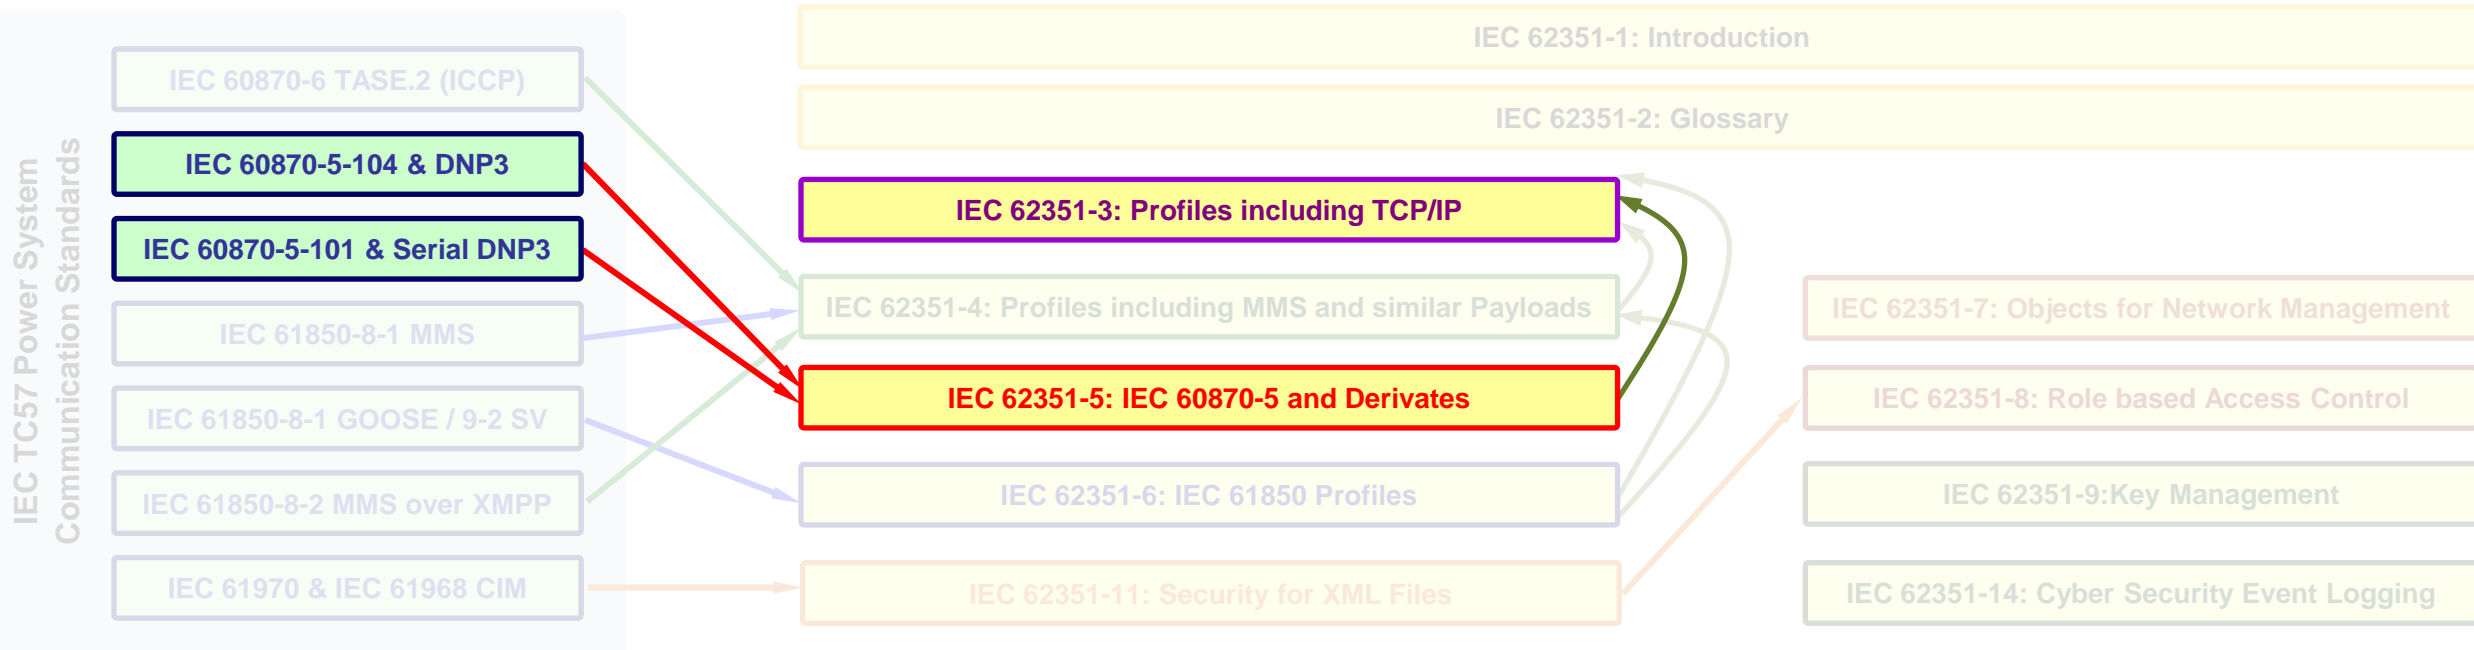 IEC TC57 Power System
Communication Standards
IEC 60870-6 TASE.2 (ICCP)
IEC 60870-5-104 & DNP3
IEC 60870-5-101 & Serial DNP3
IEC 61850-8-1 MMS
IEC 61850-8-1 GOOSE / 9-2 SV
IEC 61850-8-2 MMS over XMPP
IEC 61970 & IEC 61968 CIM
IEC 62351-1: Introduction
IEC 62351-2: Glossary
IEC 62351-3: Profiles including TCP/IP
IEC 62351-4: Profiles including MMS and similar Payloads
IEC 62351-5: IEC 60870-5 and Derivates
IEC 62351-6: IEC 61850 Profiles
IEC 62351-11: Security for XML Files
IEC 62351-7: Objects for Network Management
IEC 62351-8: Role based Access Control
IEC 62351-9:Key Management
IEC 62351-14: Cyber Security Event Logging